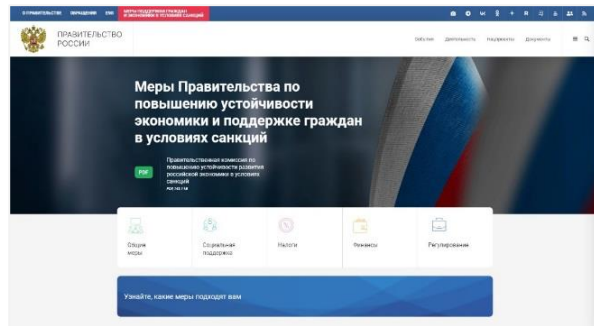 О ПРАВИТЕЛЬСТВЕ ОБРАЩЕНИЯ ENG МЕРЫ ПОДДЕРЖКИ ГРАЖДАН
И ЭКОНОМИКИ В УСЛОВИЯХ САНКЦИЙ
ПРАВИТЕЛЬСТВО
РОССИИ
События Деятельность Нацпроекты Документы
Меры Правительства по
повышению устойчивости
экономики и поддержке граждан
в условиях санкций
PDF
Правительственная комиссия по
повышению устойчивости развития
российской экономики в условиях
санкций
Общие
меры
Социальная
поддержка
Налоги
Финансы
Регулирование
Узнайте, какие меры подходят вам